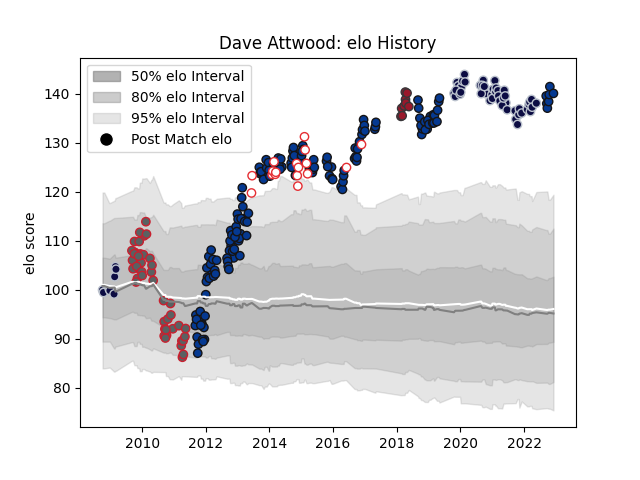 Dave Attwood: elo History
50% elo Interval
80% elo Interval
95% elo Interval
Post Match elo
elo score
140
130
120
110
100
90
80
2010 2012 2014 2016 2018 2020 2022